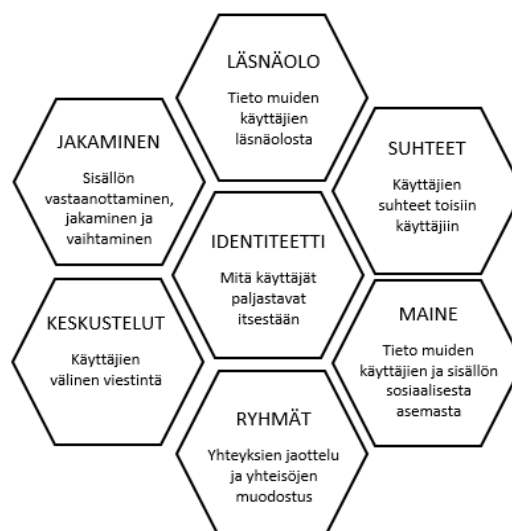 LÄSNÄOLO
Tieto muiden
käyttäjien
läsnäolosta
JAKAMINEN
Sisällön
vastaanottaminen,
jakaminen ja
vaihtaminen
SUHTEET
Käyttäjien
suhteet toisiin
käyttäjiin
IDENTITEETTI
Mitä käyttäjät
paljastavat
itsestään
KESKUSTELUT
Käyttäjien
välinen viestintä
MAINE
Tieto muiden
käyttäjien ja sisällön
sosiaalisesta
asemasta
RYHMÄT
Yhteyksien jaottelu
ja yhteisöjen
muodostus